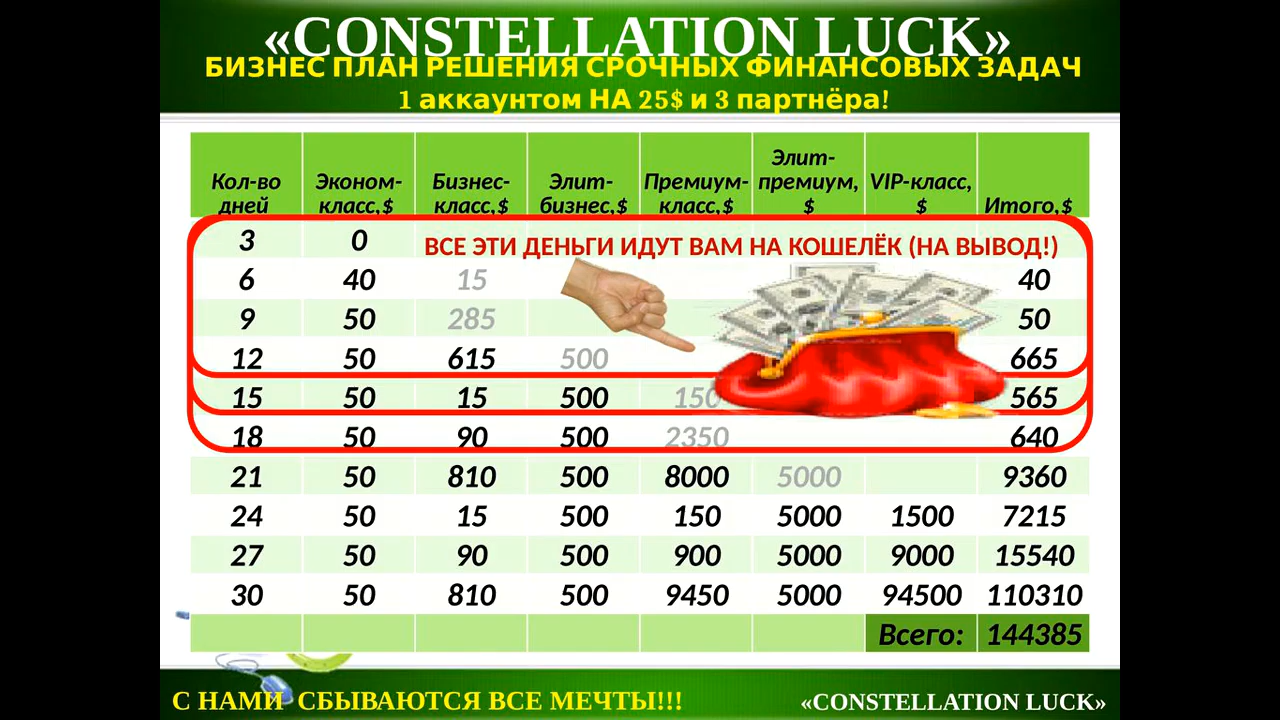 «CONSTELLATION LUCK»
БИЗНЕС ПЛАН РЕШЕНИЯ СРОЧНЫХ ФИНАНСОВЫХ ЗАДАЧ
1 аккаунтом НА 25$ и 3 партнёра!
Кол-во дней Эконом-класс,$ Бизнес-класс,$ Элит-бизнес,$ Премиум-класс,$ Элит-премиум,$ VIP-класс,$ Итого,$
3 0 ВСЕ ЭТИ ДЕНЬГИ ИДУТ ВАМ НА КОШЕЛЁК (НА ВЫВОД!)
6 40 15 40
9 50 285 50
12 50 615 500 665
15 50 15 500 150 565
18 50 90 500 2350 640
21 50 810 500 8000 5000 9360
24 50 15 500 150 5000 1500 7215
27 50 90 500 900 5000 9000 15540
30 50 810 500 9450 5000 94500 110310
Всего: 144385
С НАМИ СБЫВАЮТСЯ ВСЕ МЕЧТЫ!!! «CONSTELLATION LUCK»